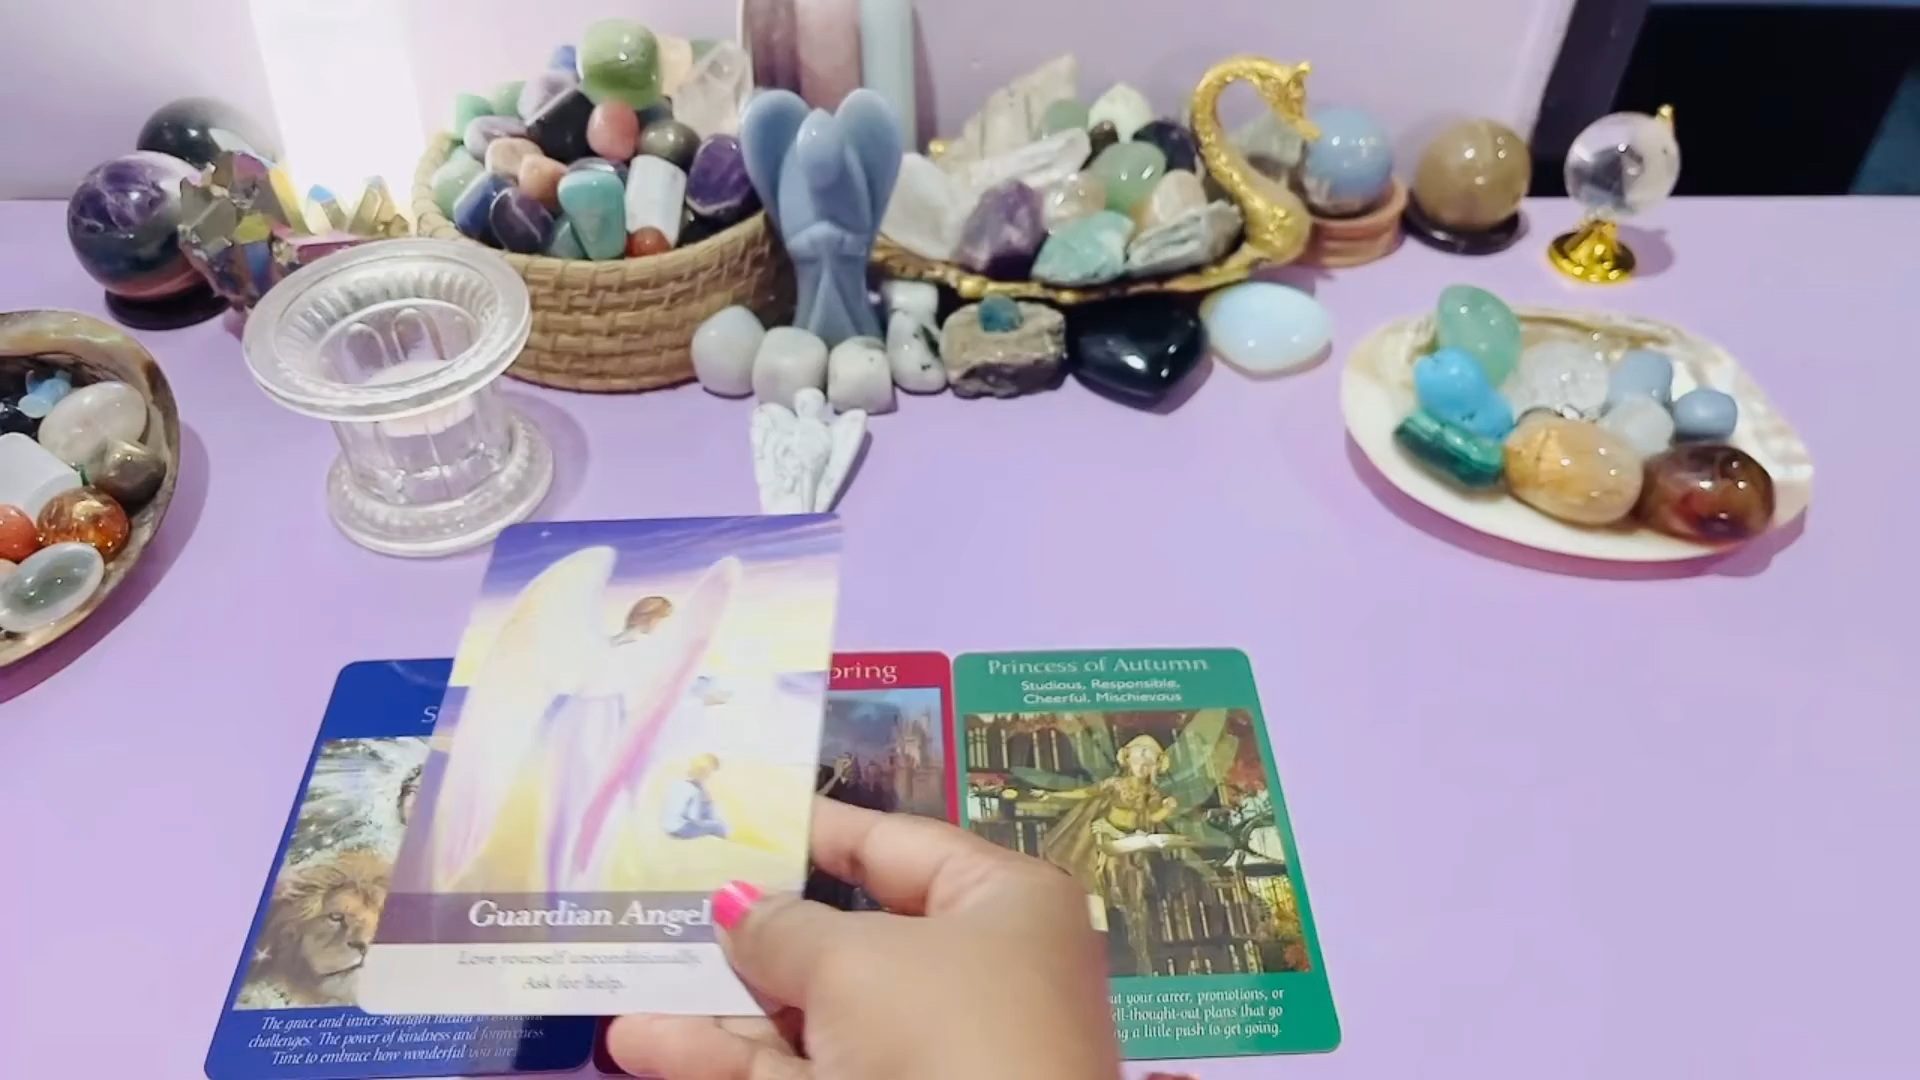 Guardian Angel
Love yourself unconditionally.
Ask for help.
S
pring
Princess of Autumn
Studious, Responsible,
Cheerful, Mischievous
The grace and inner strength needed to overcome
challenges. The power of kindness and forgiveness.
Time to embrace how wonderful you are.
ut your career, promotions, or
ll-thought-out plans that go
ng a little push to get going.